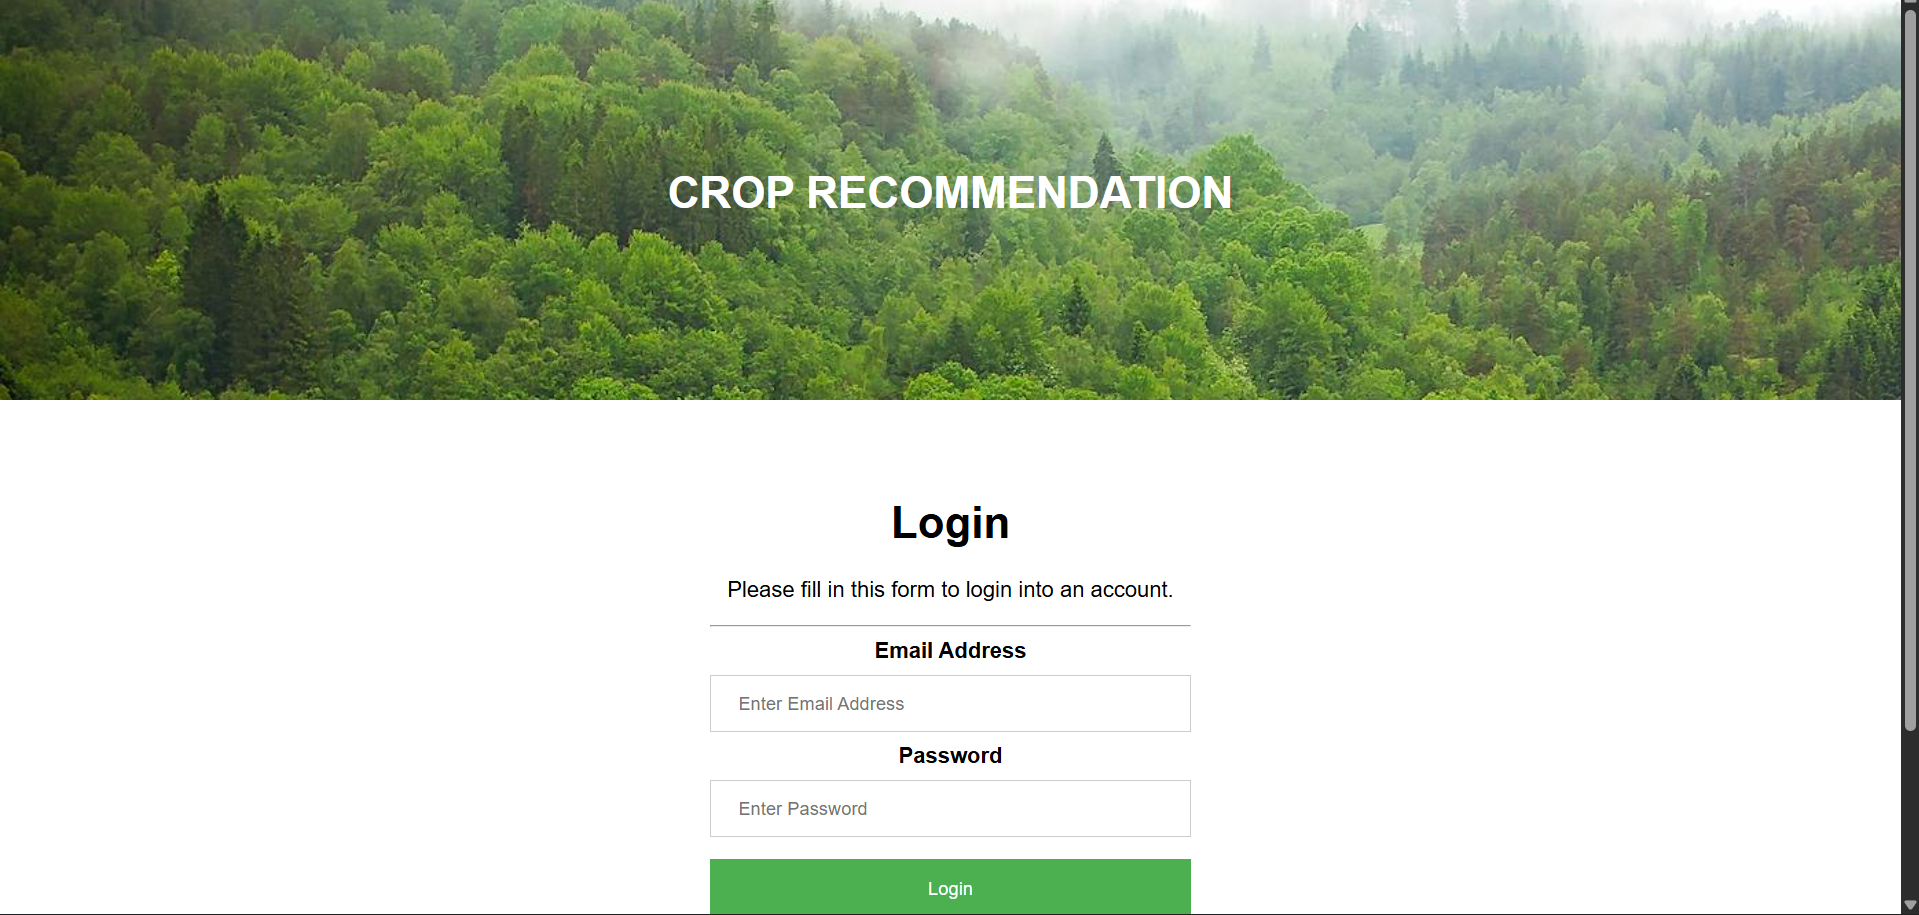 CROP RECOMMENDATION
Login
Please fill in this form to login into an account.
Email Address
Enter Email Address
Password
Enter Password
Login